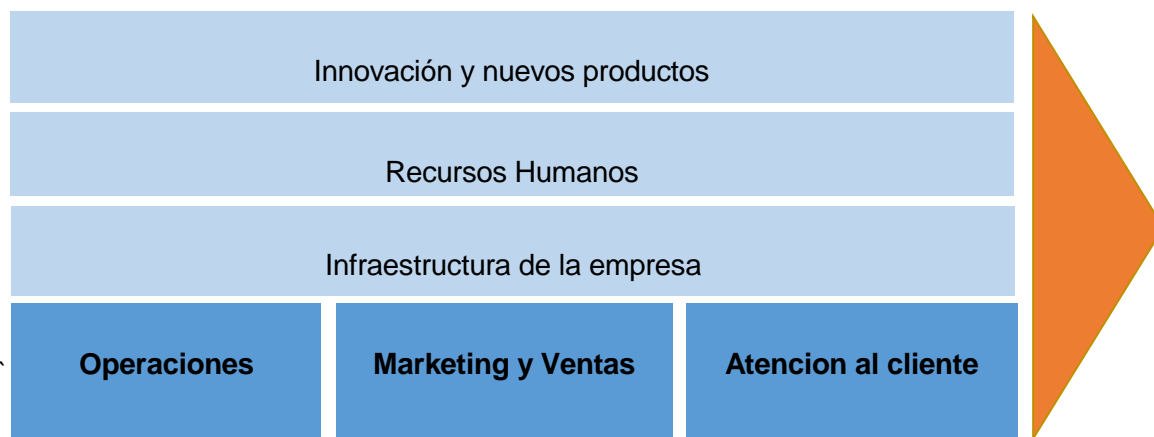 Innovación y nuevos productos
Recursos Humanos
Infraestructura de la empresa
Operaciones
Marketing y Ventas
Atencion al cliente